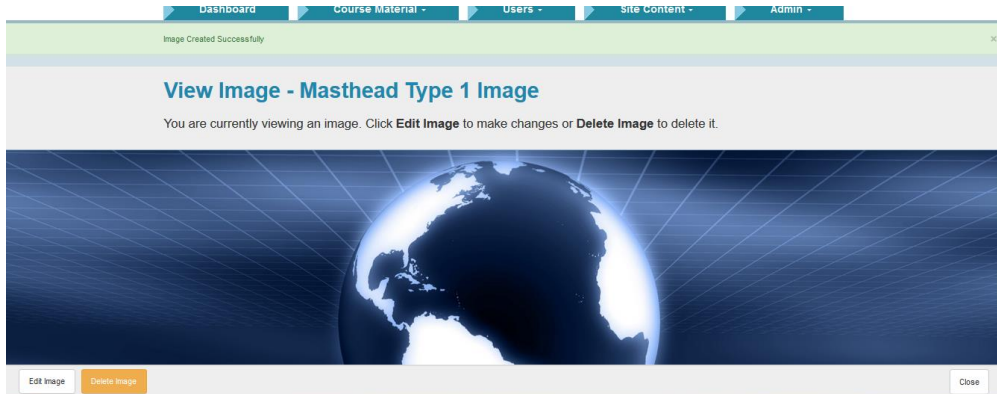 Dashboard Course Material - Users - Site Content - Admin -
Image Created Successfully ×
View Image - Masthead Type 1 Image
You are currently viewing an image. Click Edit Image to make changes or Delete Image to delete it.
Edit Image Delete Image Close